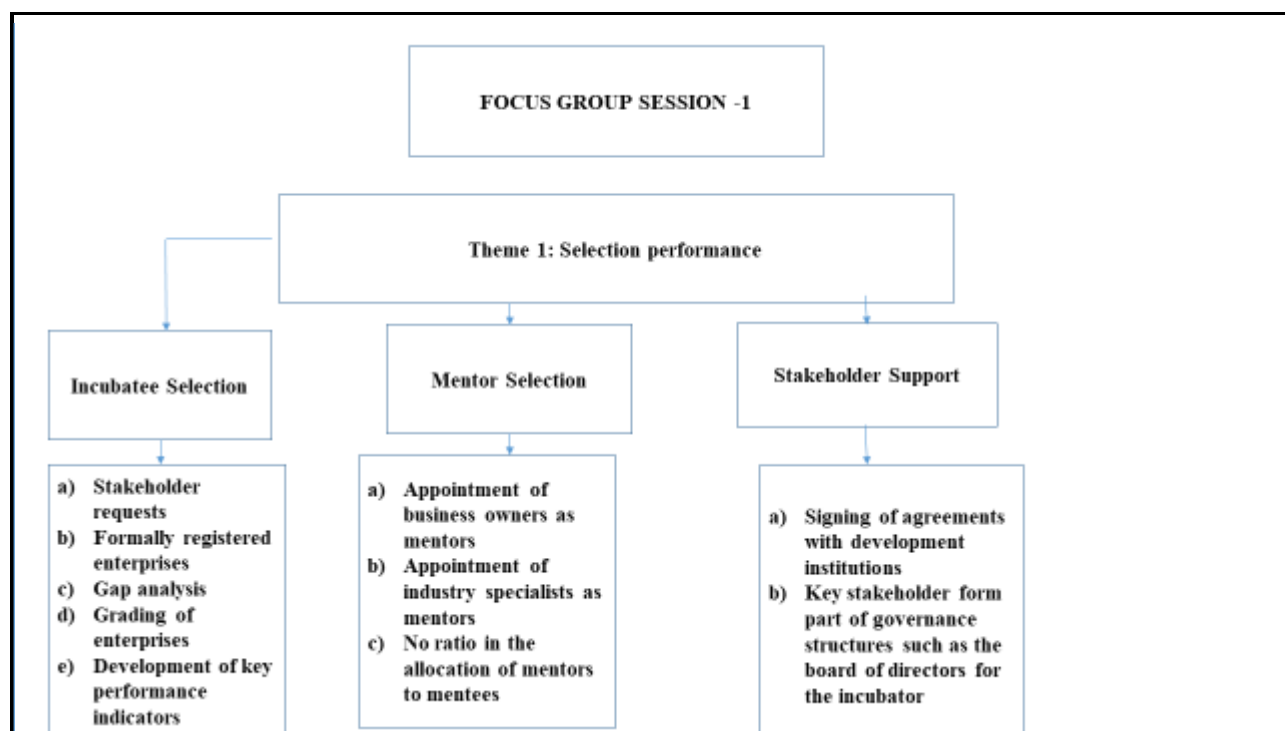 FOCUS GROUP SESSION -1
Theme 1: Selection performance
Incubatee Selection
a) Stakeholder
requests
b) Formally registered
enterprises
c) Gap analysis
d) Grading of
enterprises
e) Development of key
performance
indicators
Mentor Selection
a) Appointment of
business owners as
mentors
b) Appointment of
industry specialists as
mentors
c) No ratio in the
allocation of mentors
to mentees
Stakeholder Support
a) Signing of agreements
with development
institutions
b) Key stakeholder form
part of governance
structures such as the
board of directors for
the incubator